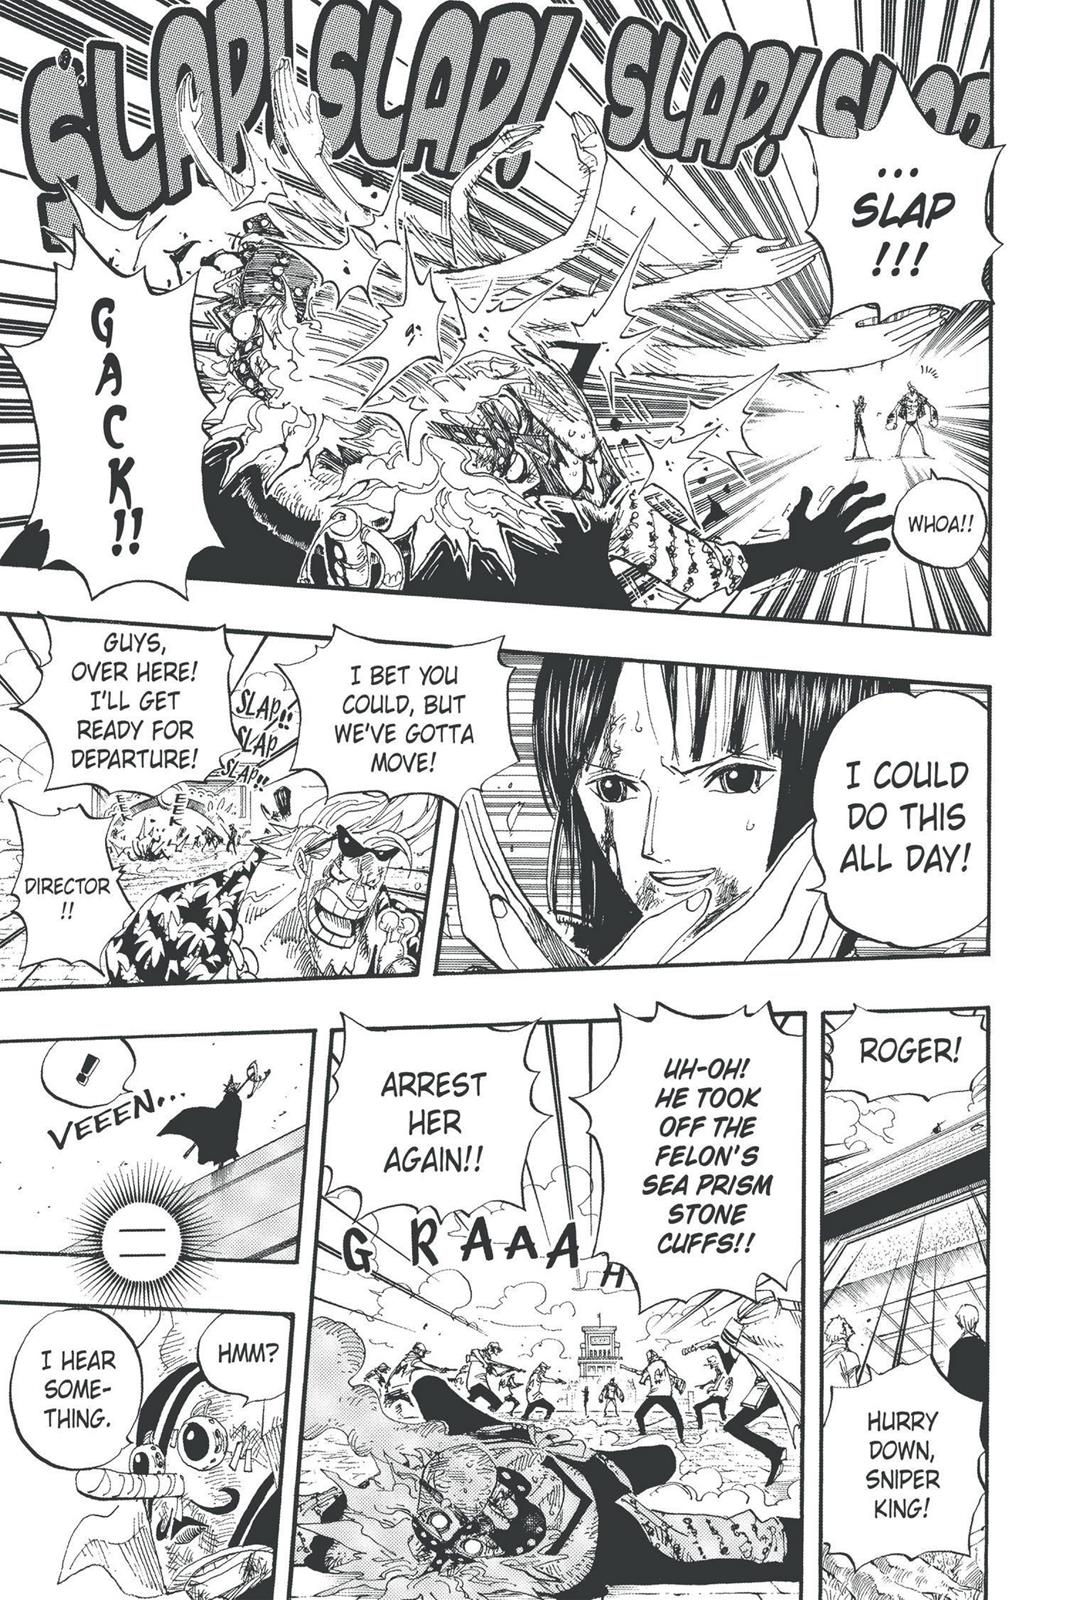 ...
SLAP
!!!
SLAP! SLAP! SLAP! SLAP
GACK!!
WHOA!!
I COULD
DO THIS
ALL DAY!
I BET YOU
COULD, BUT
WE'VE GOTTA
MOVE!
SLAP!!
SLAP
SLAP!!
GUYS,
OVER HERE!
I'LL GET
READY FOR
DEPARTURE!
EEEK
DIRECTOR
!!
ROGER!
HURRY
DOWN,
SNIPER
KING!
UH-OH!
HE TOOK
OFF THE
FELON'S
SEA PRISM
STONE
CUFFS!!
ARREST
HER
AGAIN!!
GRAAAH
!
VEEEN...
HMM?
I HEAR
SOME-
THING.